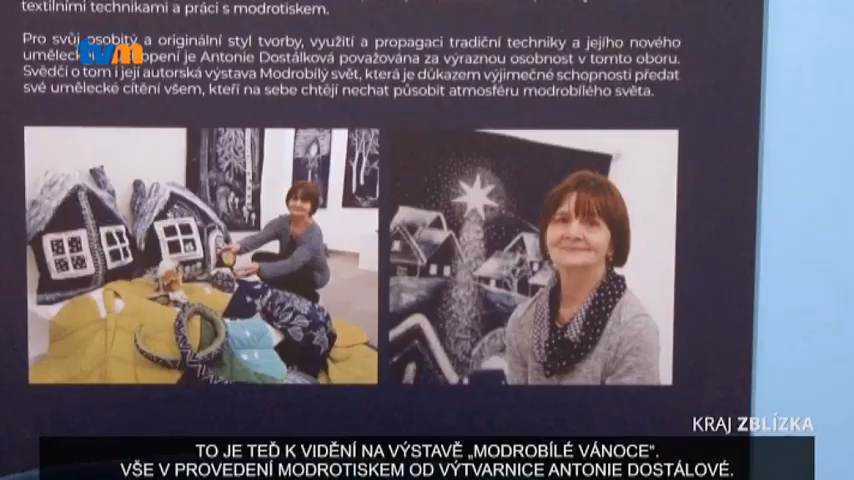 textilními technikami a práci s modrotiskem.
Pro svůj osobitý a originální styl tvorby, využití a propagaci tradiční techniky a jejího nového
tvm
umělecké pojení je Antonie Dostálková považována za výraznou osobnost v tomto oboru.
Svědčí o tom i její autorská výstava Modrobílý svět, která je důkazem výjimečné schopnosti předat
své umělecké cítění všem, kteří na sebe chtějí nechat působit atmosféru modrobílého světa.
KRAJ ZBLÍZKA
TO JE TEĎ K VIDĚNÍ NA VÝSTAVĚ „MODROBÍLÉ VÁNOCE“.
VŠE V PROVEDENÍ MODROTISKEM OD VÝTVARNICE ANTONIE DOSTÁLOVÉ.